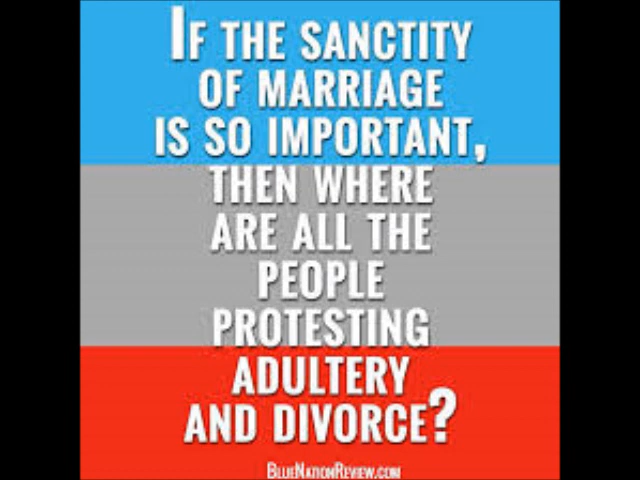 IF THE SANCTITY
OF MARRIAGE
IS SO IMPORTANT,
THEN WHERE
ARE ALL THE
PEOPLE
PROTESTING
ADULTERY
AND DIVORCE?
BLUENATIONREVIEW.COM